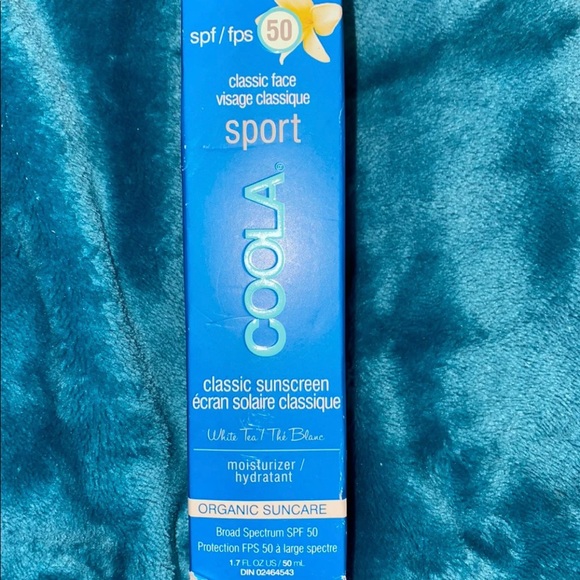 spf/fps 50
classic face
visage classique
sport
COOLA®
classic sunscreen
écran solaire classique
White Tea / Thé Blanc
moisturizer /
hydratant
ORGANIC SUNCARE
Broad Spectrum SPF 50
Protection FPS 50 à large spectre
1.7 FL OZ US / 50 mL
DIN 02464543